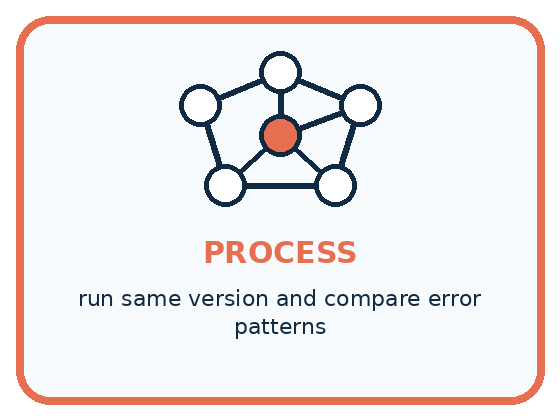 PROCESS
run same version and compare error
patterns